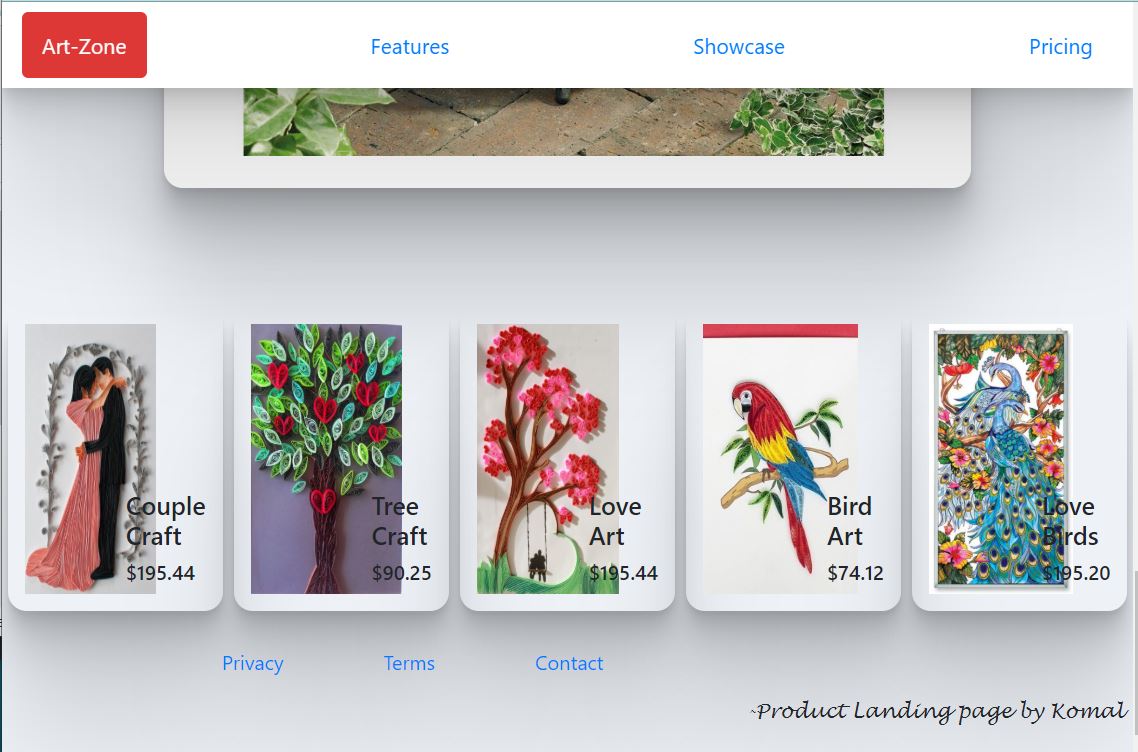 Art-Zone
Features
Showcase
Pricing
Couple
Craft
$195.44
Tree
Craft
$90.25
Love
Art
$195.44
Bird
Art
$74.12
Love
Birds
$195.20
Privacy
Terms
Contact
~Product Landing page by Komal